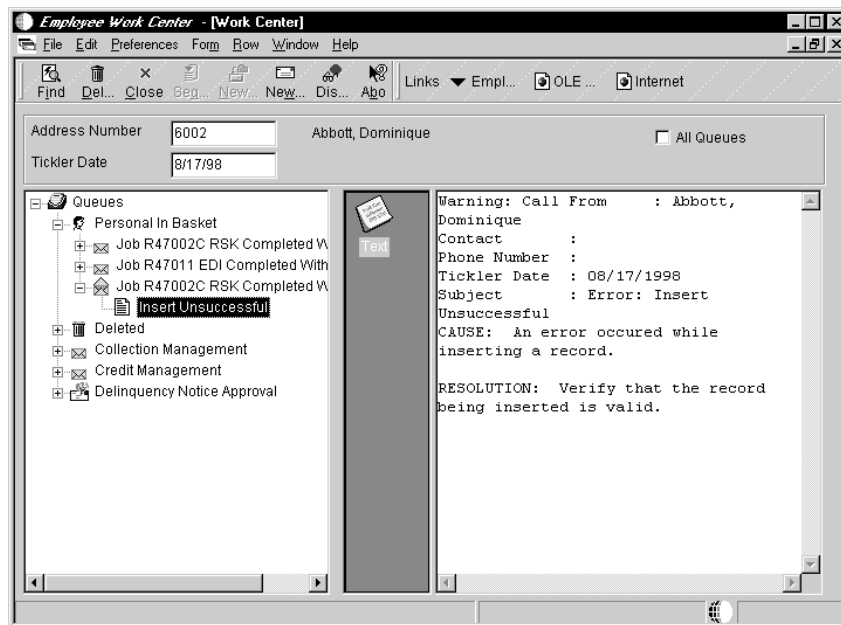 Employee Work Center - [Work Center]
File Edit Preferences Form Row Window Help
Find Del... Close Seq... New... New... Dis... Abo Links Empl... OLE ... Internet
Address Number 6002 Abbott, Dominique All Queues
Tickler Date 8/17/98
Queues
Personal In Basket
Job R47002C RSK Completed W
Job R47011 EDI Completed With
Job R47002C RSK Completed W
Insert Unsuccessful
Deleted
Collection Management
Credit Management
Delinquency Notice Approval
Text
Warning: Call From : Abbott,
Dominique
Contact :
Phone Number :
Tickler Date : 08/17/1998
Subject : Error: Insert
Unsuccessful
CAUSE: An error occured while
inserting a record.
RESOLUTION: Verify that the record
being inserted is valid.